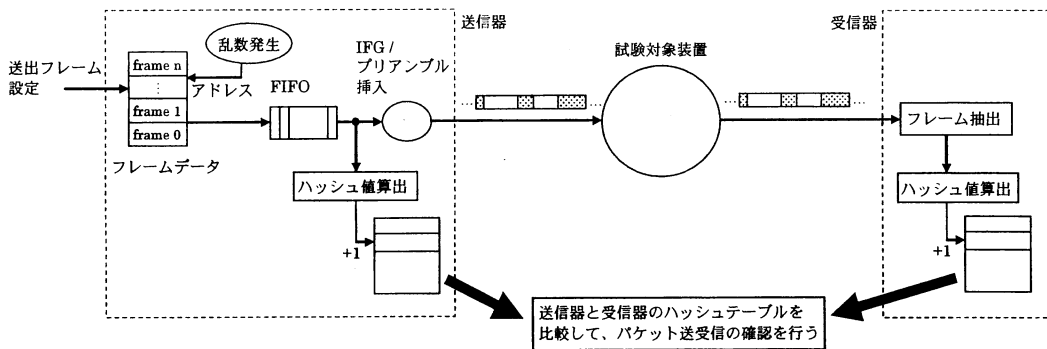 送信器
受信器
乱数発生
IFG /
プリアンブル
挿入
試験対象装置
送出フレーム
設定
frame n
⋮
アドレス
FIFO
frame 1
frame 0
フレームデータ
フレーム抽出
ハッシュ値算出
ハッシュ値算出
+1
+1
送信器と受信器のハッシュテーブルを
比較して、パケット送受信の確認を行う